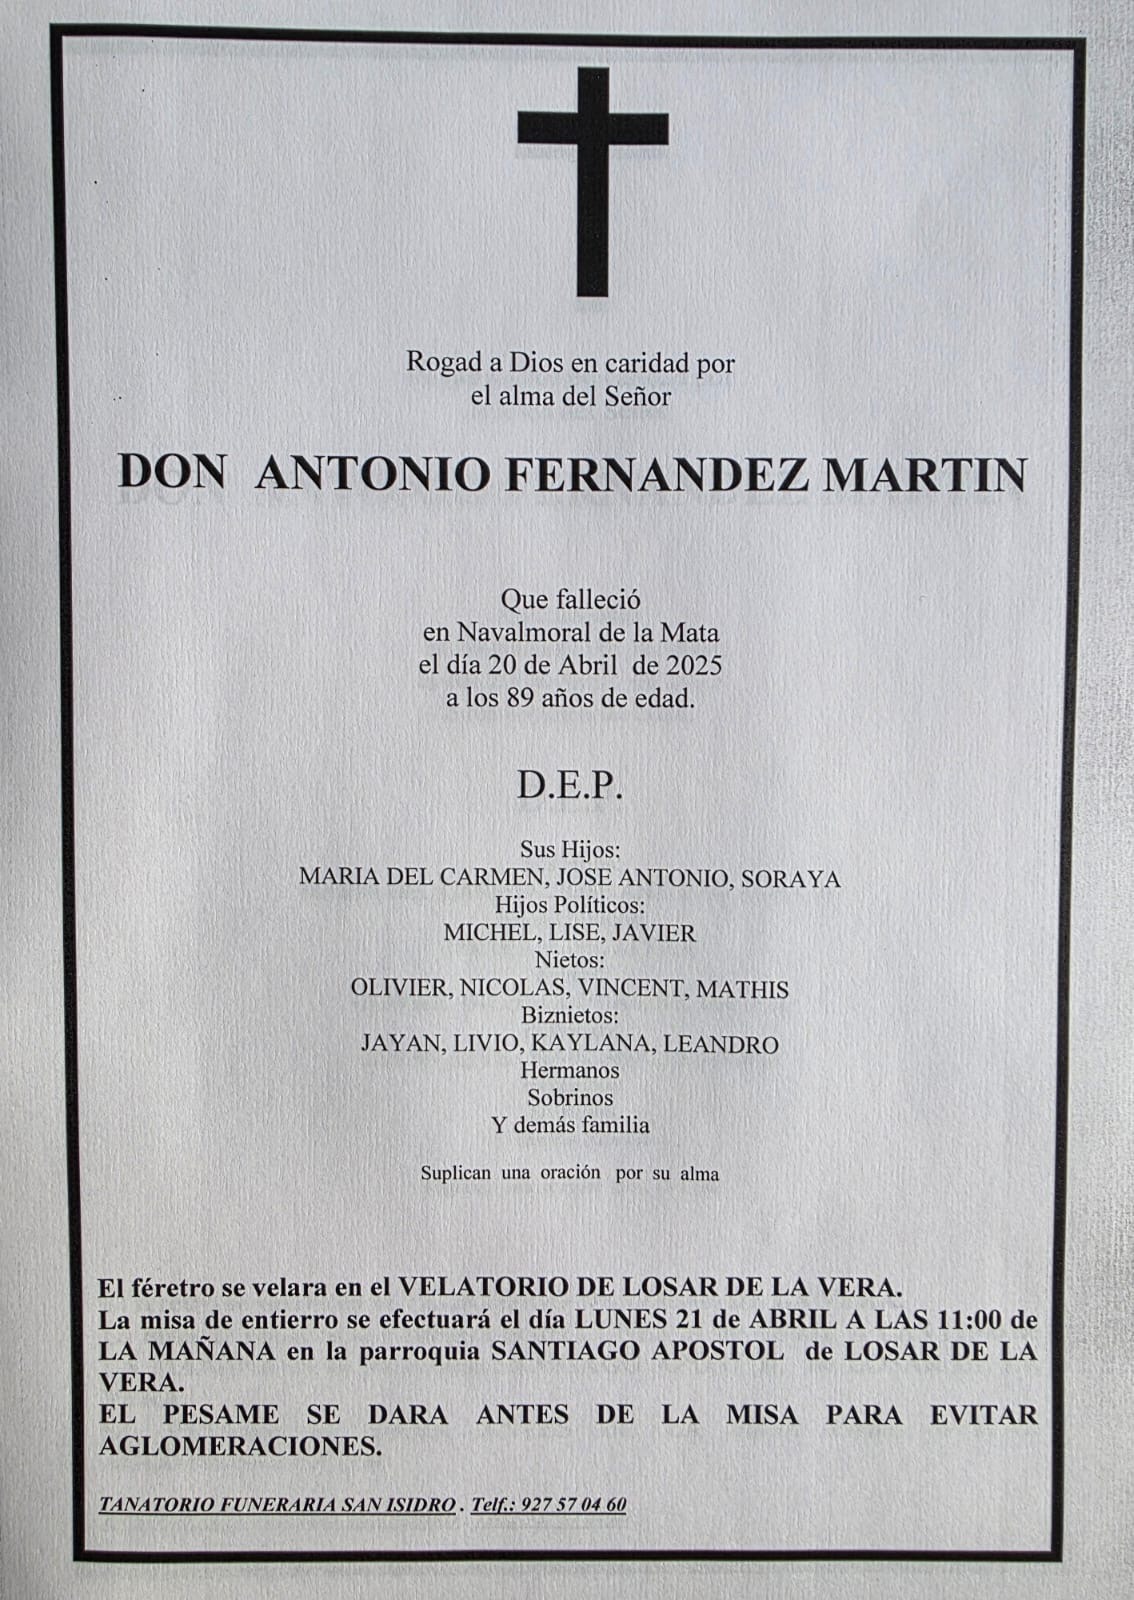 Rogad a Dios en caridad por
el alma del Señor
DON ANTONIO FERNANDEZ MARTIN
Que falleció
en Navalmoral de la Mata
el día 20 de Abril de 2025
a los 89 años de edad.
D.E.P.
Sus Hijos:
MARIA DEL CARMEN, JOSE ANTONIO, SORAYA
Hijos Políticos:
MICHEL, LISE, JAVIER
Nietos:
OLIVIER, NICOLAS, VINCENT, MATHIS
Biznietos:
JAYAN, LIVIO, KAYLANA, LEANDRO
Hermanos
Sobrinos
Y demás familia
Suplican una oración por su alma
El féretro se velara en el VELATORIO DE LOSAR DE LA VERA.
La misa de entierro se efectuará el día LUNES 21 de ABRIL A LAS 11:00 de
LA MAÑANA en la parroquia SANTIAGO APOSTOL de LOSAR DE LA
VERA.
EL PESAME SE DARA ANTES DE LA MISA PARA EVITAR
AGLOMERACIONES.
TANATORIO FUNERARIA SAN ISIDRO . Telf.: 927 57 04 60